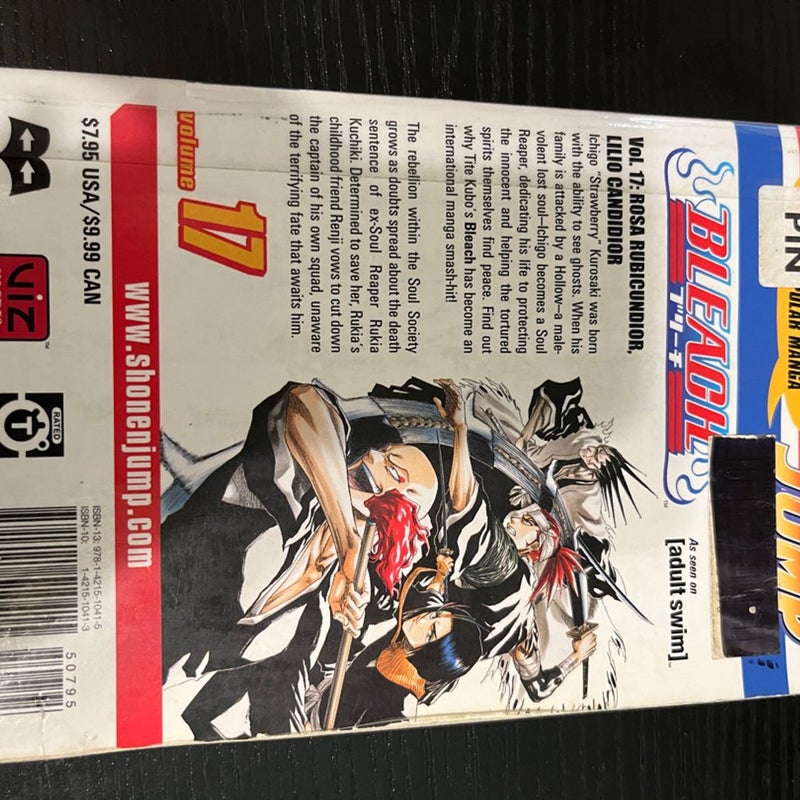 PIN
ULAR MANGA
JUMP
BLEACH
ブリーチ
TM
As seen on
[adult swim]
Vol. 17: ROSA RUBICUNDIOR,
LILIO CANDIDIOR
Ichigo "Strawberry" Kurosaki was born
with the ability to see ghosts. When his
family is attacked by a Hollow—a male-
volent lost soul—Ichigo becomes a Soul
Reaper, dedicating his life to protecting
the innocent and helping the tortured
spirits themselves find peace. Find out
why Tite Kubo's Bleach has become an
international manga smash-hit!
The rebellion within the Soul Society
grows as doubts spread about the death
sentence of ex-Soul Reaper Rukia
Kuchiki. Determined to save her, Rukia's
childhood friend Renji vows to cut down
the captain of his own squad, unaware
of the terrifying fate that awaits him.
volume 17
www.shonenjump.com
$7.95 USA/$9.99 CAN
VIZ
TM
RATED
T
ISBN-13: 978-1-4215-1041-5
ISBN-10: 1-4215-1041-3
50795